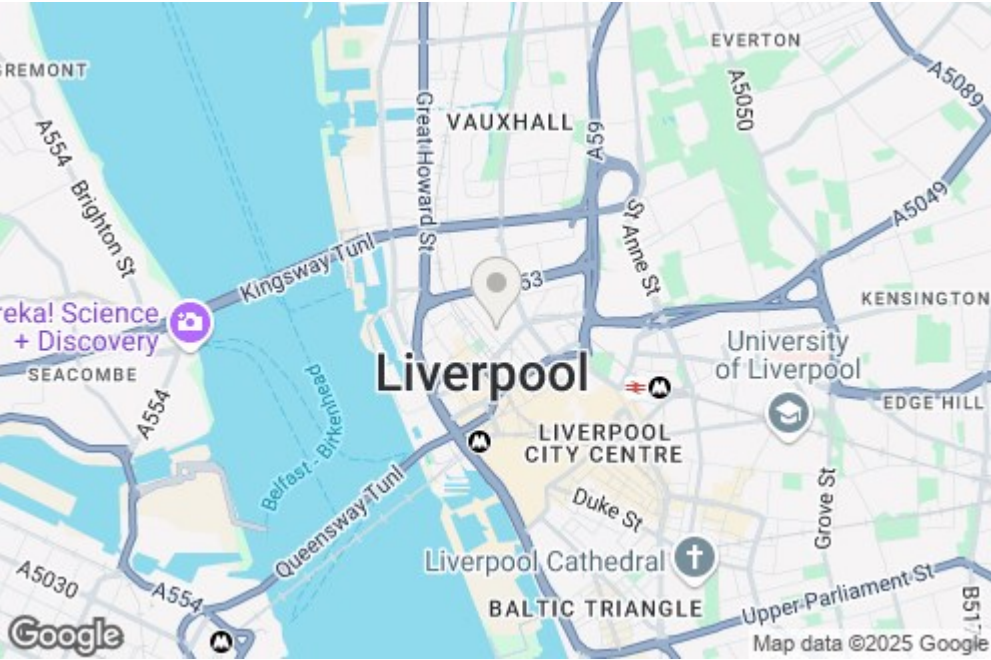 EVERTON
GREMONT
A5089
A5050
Great Howard St
VAUXHALL
A59
A554
Brighton St
St Anne St
A5049
Kingsway Tunl
53
KENSINGTON
reka! Science
+ Discovery
University
of Liverpool
SEACOMBE
Liverpool
A554
Belfast - Birkenhead
EDGE HILL
LIVERPOOL
CITY CENTRE
Queensway Tunl
Duke St
Grove St
Liverpool Cathedral
A5030
A554
BALTIC TRIANGLE
Upper Parliament St
B517
Google
Map data ©2025 Google